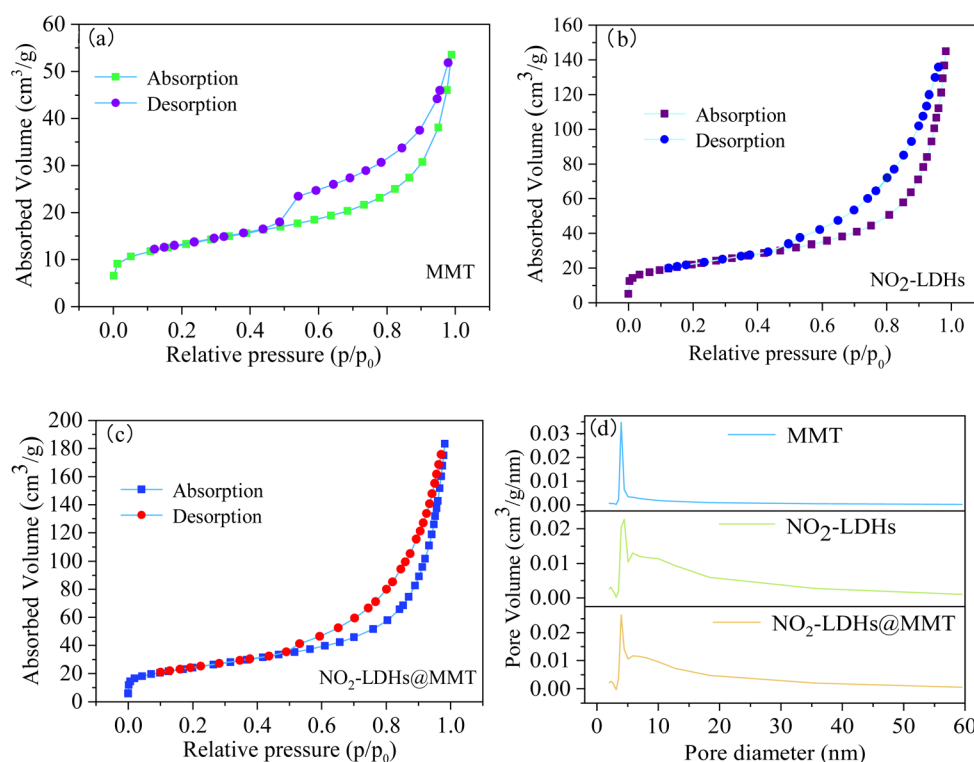 (a)
Absorbed Volume (cm³/g)
60
50
40
30
20
10
0
Absorption
Desorption
MMT
0.0 0.2 0.4 0.6 0.8 1.0
Relative pressure (p/p₀)
(b)
Absorbed Volume (cm³/g)
160
140
120
100
80
60
40
20
0
Absorption
Desorption
NO₂-LDHs
0.0 0.2 0.4 0.6 0.8 1.0
Relative pressure (p/p₀)
(c)
Absorbed Volume (cm³/g)
200
180
160
140
120
100
80
60
40
20
0
Absorption
Desorption
NO₂-LDHs@MMT
0.0 0.2 0.4 0.6 0.8 1.0
Relative pressure (p/p₀)
(d)
Pore Volume (cm³/g/nm)
0.03
0.02
0.01
0.00
MMT
0.02
0.01
0.00
NO₂-LDHs
0.02
0.01
0.00
NO₂-LDHs@MMT
0 10 20 30 40 50 60
Pore diameter (nm)